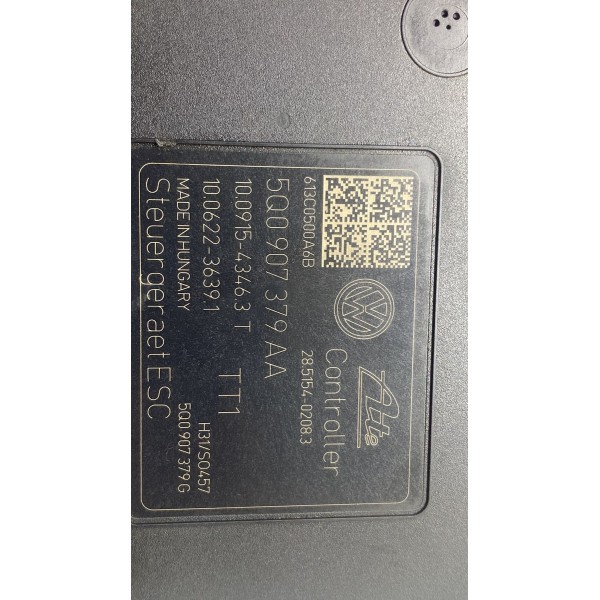 Ate
Controller
28.5154-0208.3
613C0500A6B
5Q0 907 379 AA
10.0915-4346.3 T
10.0622-3639.1 TT1
H31/S0457
MADE IN HUNGARY
5Q0 907 379 G
Steuergeraet ESC